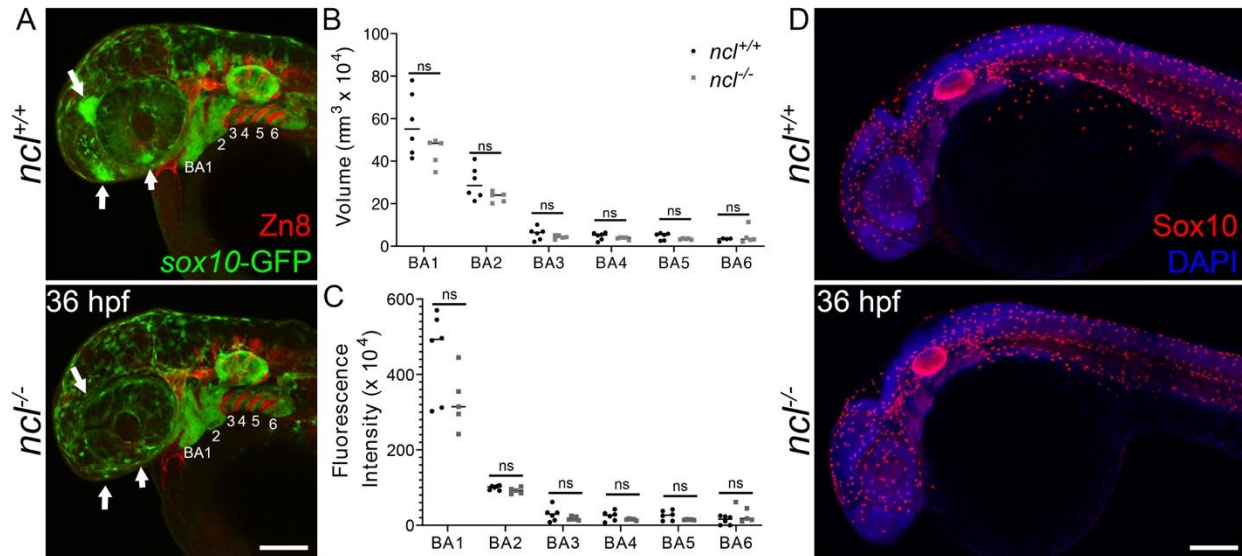 A
ncl+/+
BA1
2
3 4 5 6
Zn8
sox10-GFP
36 hpf
ncl-/-
BA1
2
3 4 5 6
B
Volume (mm³ x 10⁴)
100
80
60
40
20
0
ns
ns
ns
ns
ns
ns
ncl+/+
ncl-/-
BA1 BA2 BA3 BA4 BA5 BA6
C
Fluorescence
Intensity (x 10⁴)
600
400
200
0
ns
ns
ns
ns
ns
ns
BA1 BA2 BA3 BA4 BA5 BA6
D
ncl+/+
Sox10
DAPI
36 hpf
ncl-/-